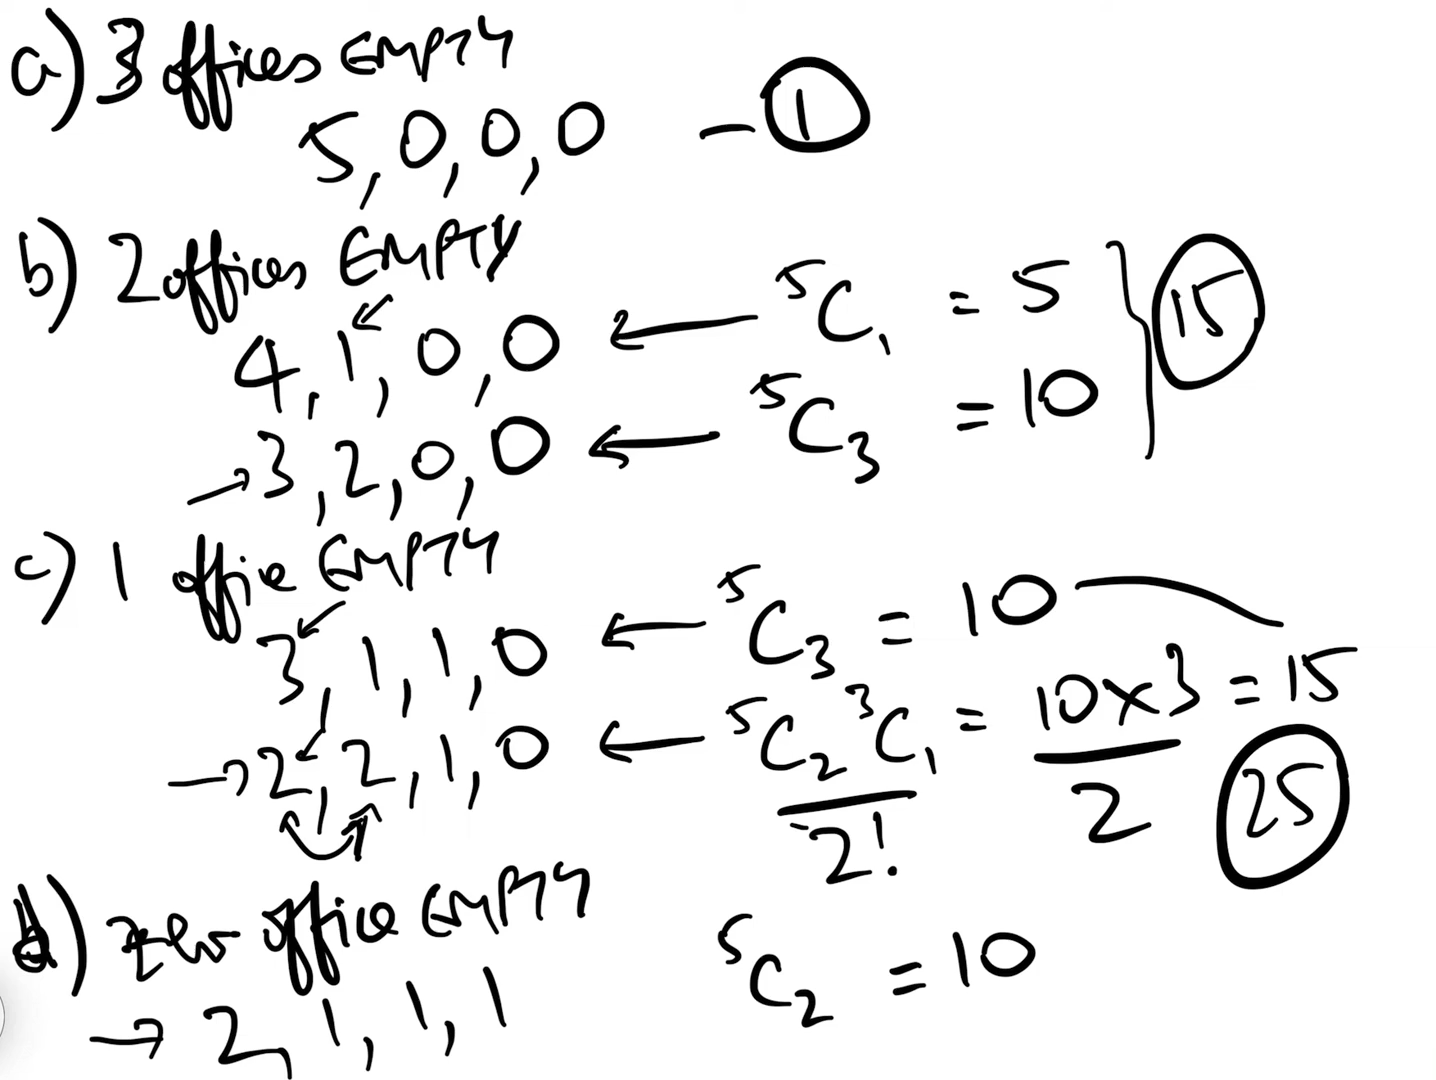 a) 3 offices EMPTY
5, 0, 0, 0 - 1
b) 2 offices EMPTY
4, 1, 0, 0 ← ⁵C₁ = 5
→ 3, 2, 0, 0 ← ⁵C₃ = 10 } 15
c) 1 office EMPTY
3, 1, 1, 0 ← ⁵C₃ = 10
→ 2, 2, 1, 0 ← ⁵C₂ ³C₁ / 2! = 10×3 / 2 = 15
25
d) zero office EMPTY
→ 2, 1, 1, 1 ⁵C₂ = 10